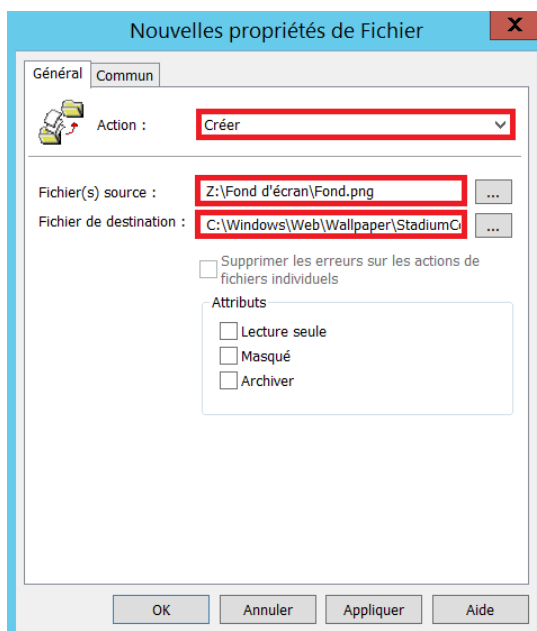 Nouvelles propriétés de Fichier
X
Général Commun
Action : Créer
Fichier(s) source : Z:\Fond d'écran\Fond.png ...
Fichier de destination : C:\Windows\Web\Wallpaper\StadiumCo ...
Supprimer les erreurs sur les actions de
fichiers individuels
Attributs
Lecture seule
Masqué
Archiver
OK Annuler Appliquer Aide